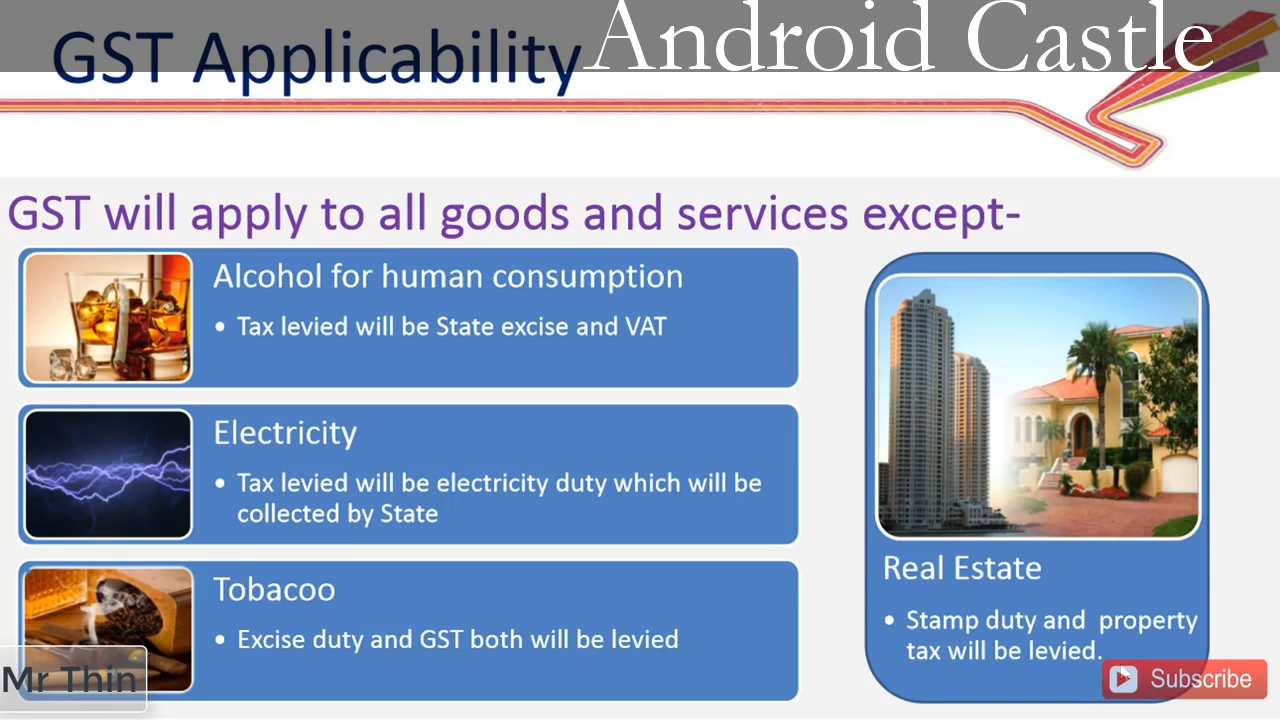 GST Applicability Android Castle
GST will apply to all goods and services except-
Alcohol for human consumption
• Tax levied will be State excise and VAT
Electricity
• Tax levied will be electricity duty which will be
collected by State
Tobacoo
• Excise duty and GST both will be levied
Mr Thin
Real Estate
• Stamp duty and property
tax will be levied.
Subscribe